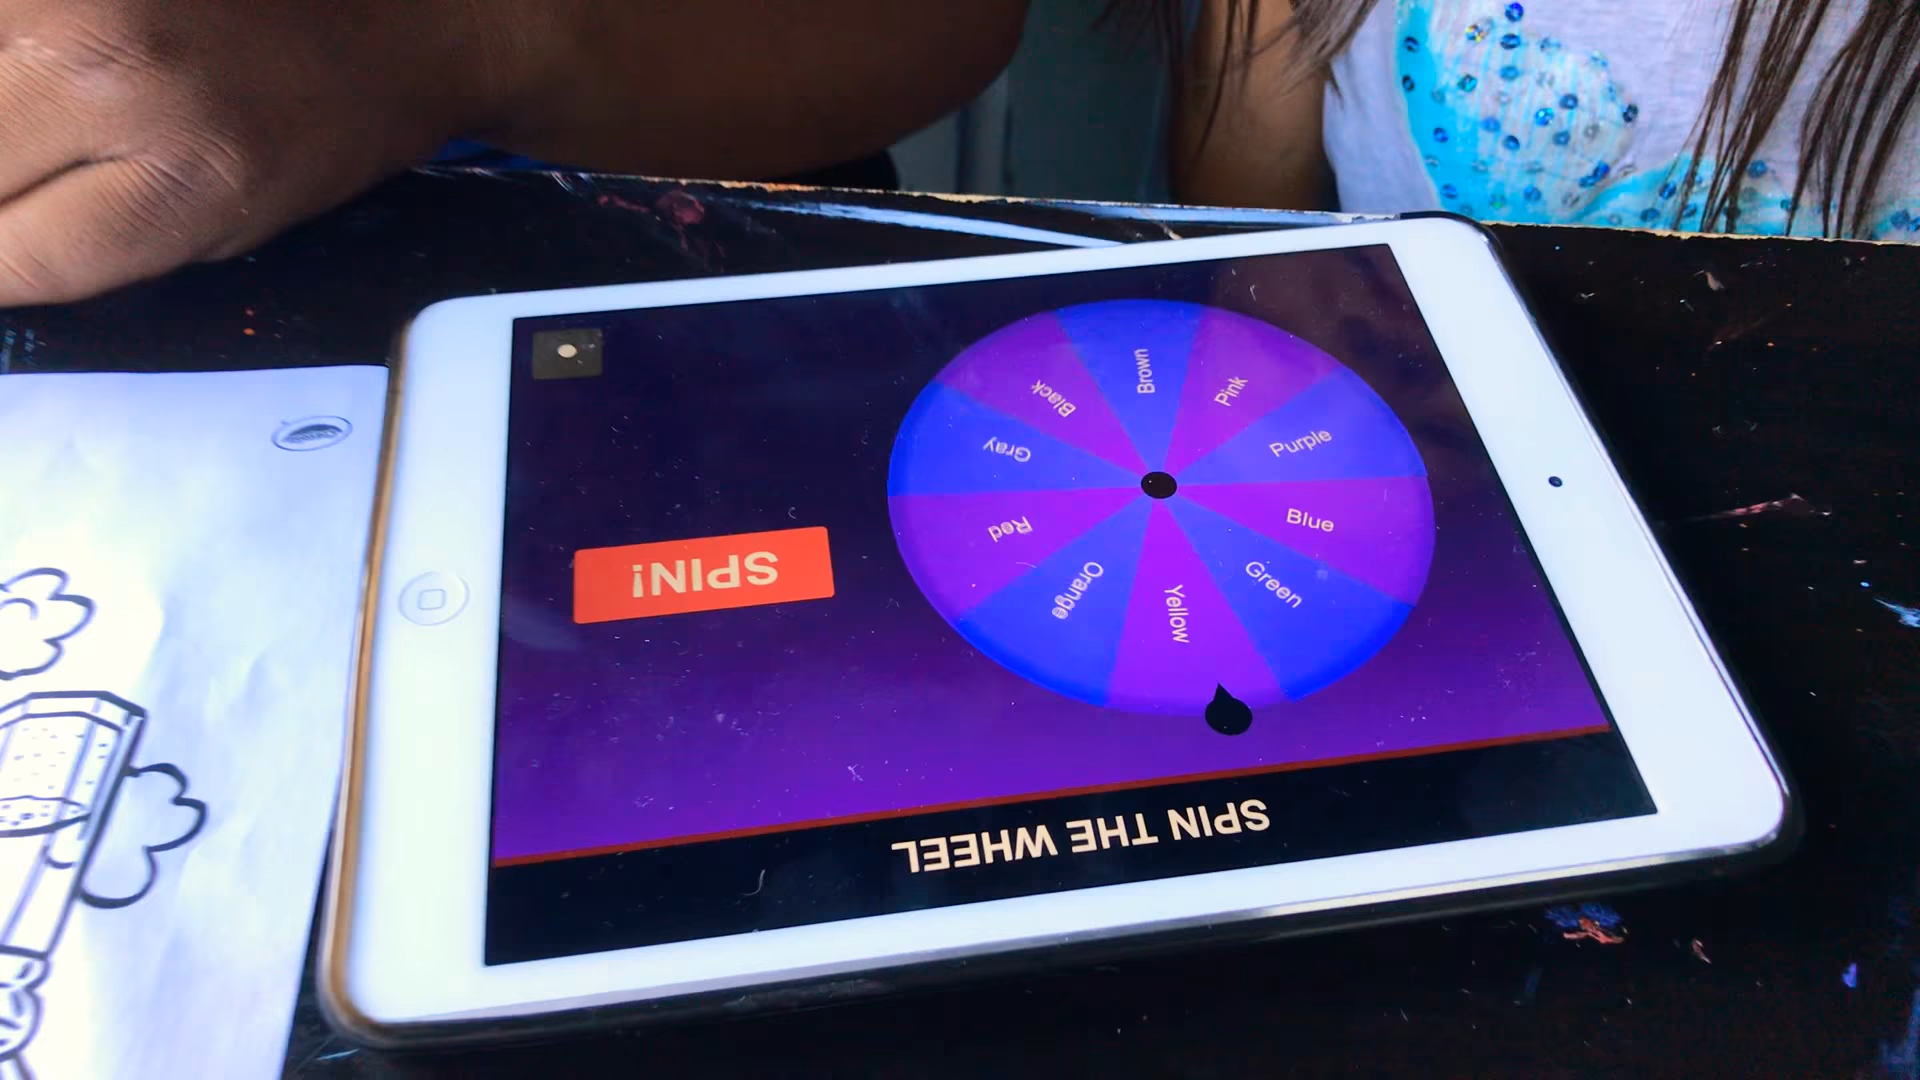 SPIN THE WHEEL
Yellow
Green
Blue
Purple
Pink
Brown
Black
Gray
Red
Orange
SPIN!